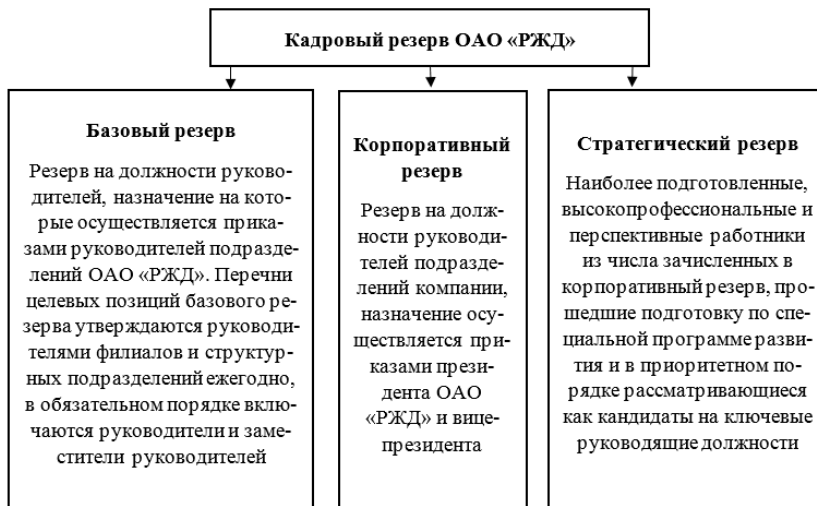 Кадровый резерв ОАО «РЖД»
Базовый резерв
Резерв на должности руково-
дителей, назначение на кото-
рые осуществляется прика-
зами руководителей подразде-
лений ОАО «РЖД». Перечни
целевых позиций базового ре-
зерва утверждаются руководи-
телями филиалов и структур-
ных подразделений ежегодно,
в обязательном порядке вклю-
чаются руководители и заме-
стители руководителей
Корпоративный
резерв
Резерв на долж-
ности руководи-
телей подразде-
лений компании,
назначение осу-
ществляется при-
казами прези-
дента ОАО
«РЖД» и вице-
президента
Стратегический резерв
Наиболее подготовленные,
высокопрофессиональные и
перспективные работники
из числа зачисленных в
корпоративный резерв, про-
шедшие подготовку по спе-
циальной программе разви-
тия и в приоритетном по-
рядке рассматривающиеся
как кандидаты на ключевые
руководящие должности